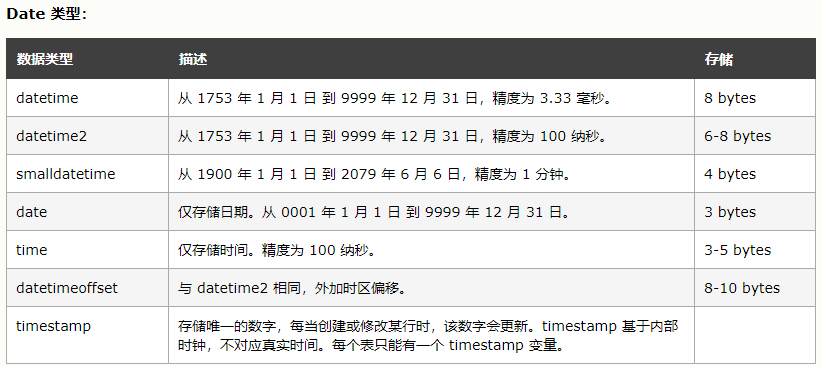 Date 类型：
数据类型 描述 存储
datetime 从 1753 年 1 月 1 日 到 9999 年 12 月 31 日，精度为 3.33 毫秒。 8 bytes
datetime2 从 1753 年 1 月 1 日 到 9999 年 12 月 31 日，精度为 100 纳秒。 6-8 bytes
smalldatetime 从 1900 年 1 月 1 日 到 2079 年 6 月 6 日，精度为 1 分钟。 4 bytes
date 仅存储日期。从 0001 年 1 月 1 日 到 9999 年 12 月 31 日。 3 bytes
time 仅存储时间。精度为 100 纳秒。 3-5 bytes
datetimeoffset 与 datetime2 相同，外加时区偏移。 8-10 bytes
timestamp 存储唯一的数字，每当创建或修改某行时，该数字会更新。timestamp 基于内部
时钟，不对应真实时间。每个表只能有一个 timestamp 变量。